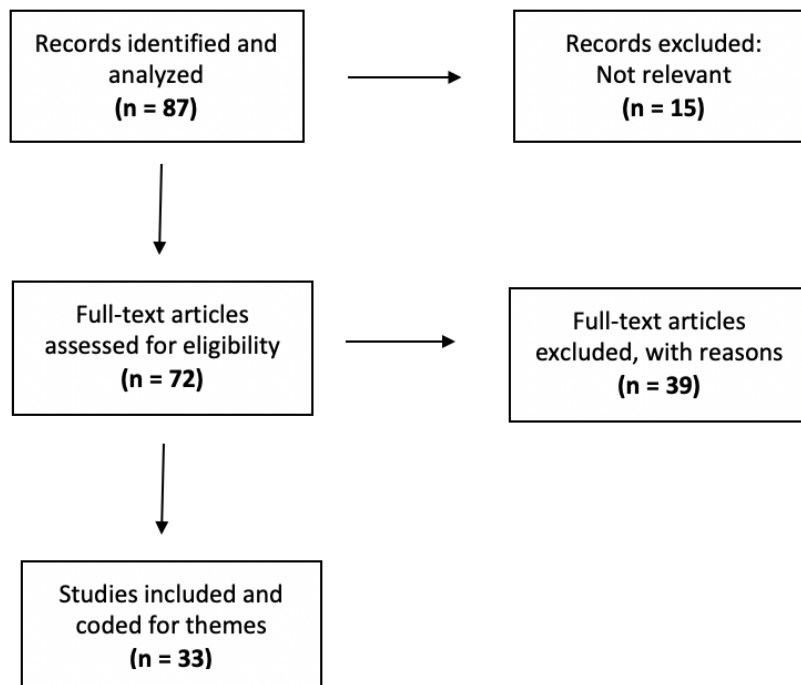 Records identified and
analyzed
(n = 87)
Records excluded:
Not relevant
(n = 15)
Full-text articles
assessed for eligibility
(n = 72)
Full-text articles
excluded, with reasons
(n = 39)
Studies included and
coded for themes
(n = 33)